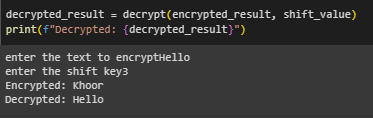 decrypted_result = decrypt(encrypted_result, shift_value)
print(f"Decrypted: {decrypted_result}")
enter the text to encryptHello
enter the shift key3
Encrypted: Khoor
Decrypted: Hello